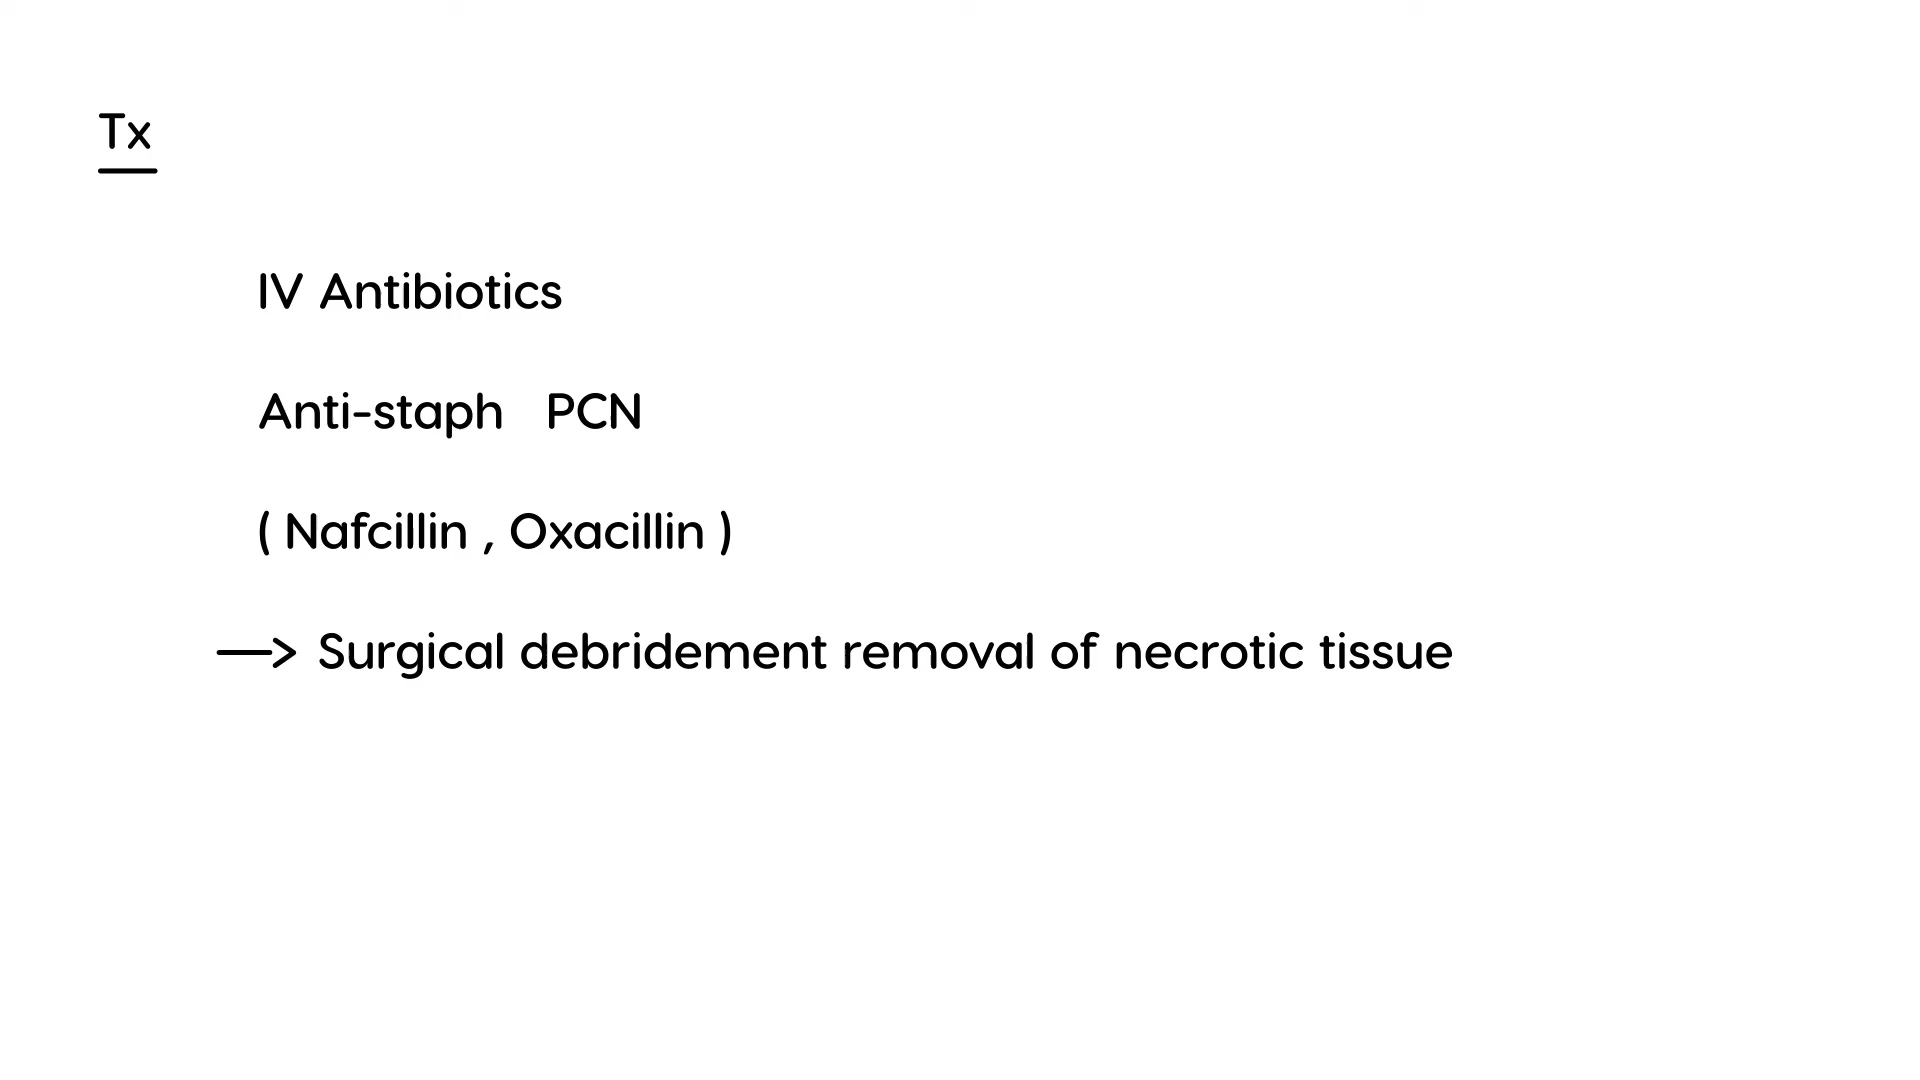 Tx
IV Antibiotics
Anti-staph PCN
( Nafcillin , Oxacillin )
—> Surgical debridement removal of necrotic tissue